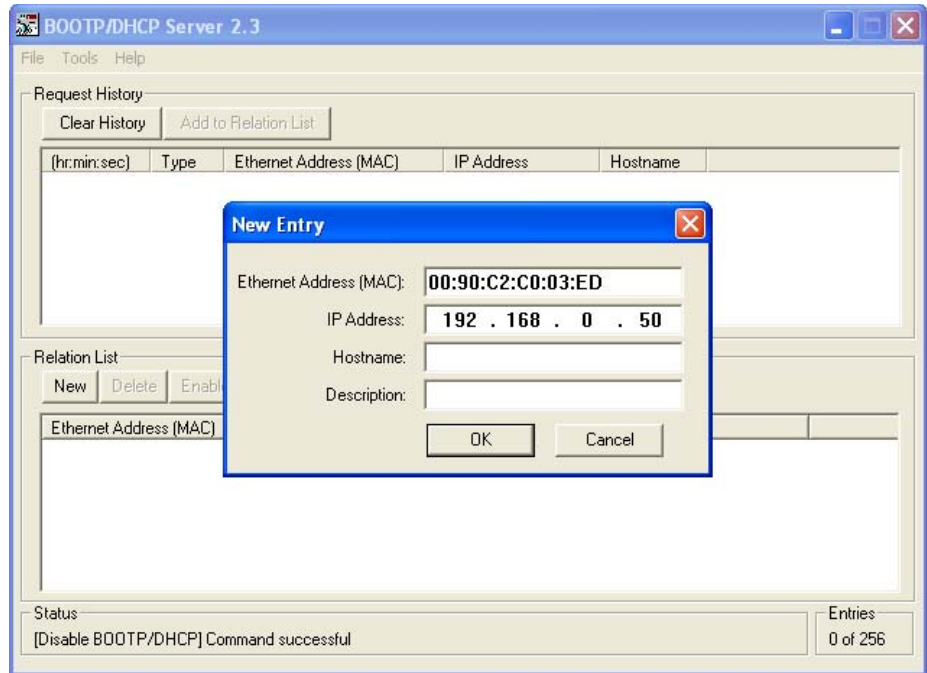 BOOTP/DHCP Server 2.3
File Tools Help
Request History
Clear History Add to Relation List
(hr:min:sec) Type Ethernet Address (MAC) IP Address Hostname
New Entry
Ethernet Address (MAC): 00:90:C2:C0:03:ED
IP Address: 192 . 168 . 0 . 50
Hostname:
Description:
OK Cancel
Relation List
New Delete Enabl
Ethernet Address (MAC)
Status
[Disable BOOTP/DHCP] Command successful
Entries
0 of 256